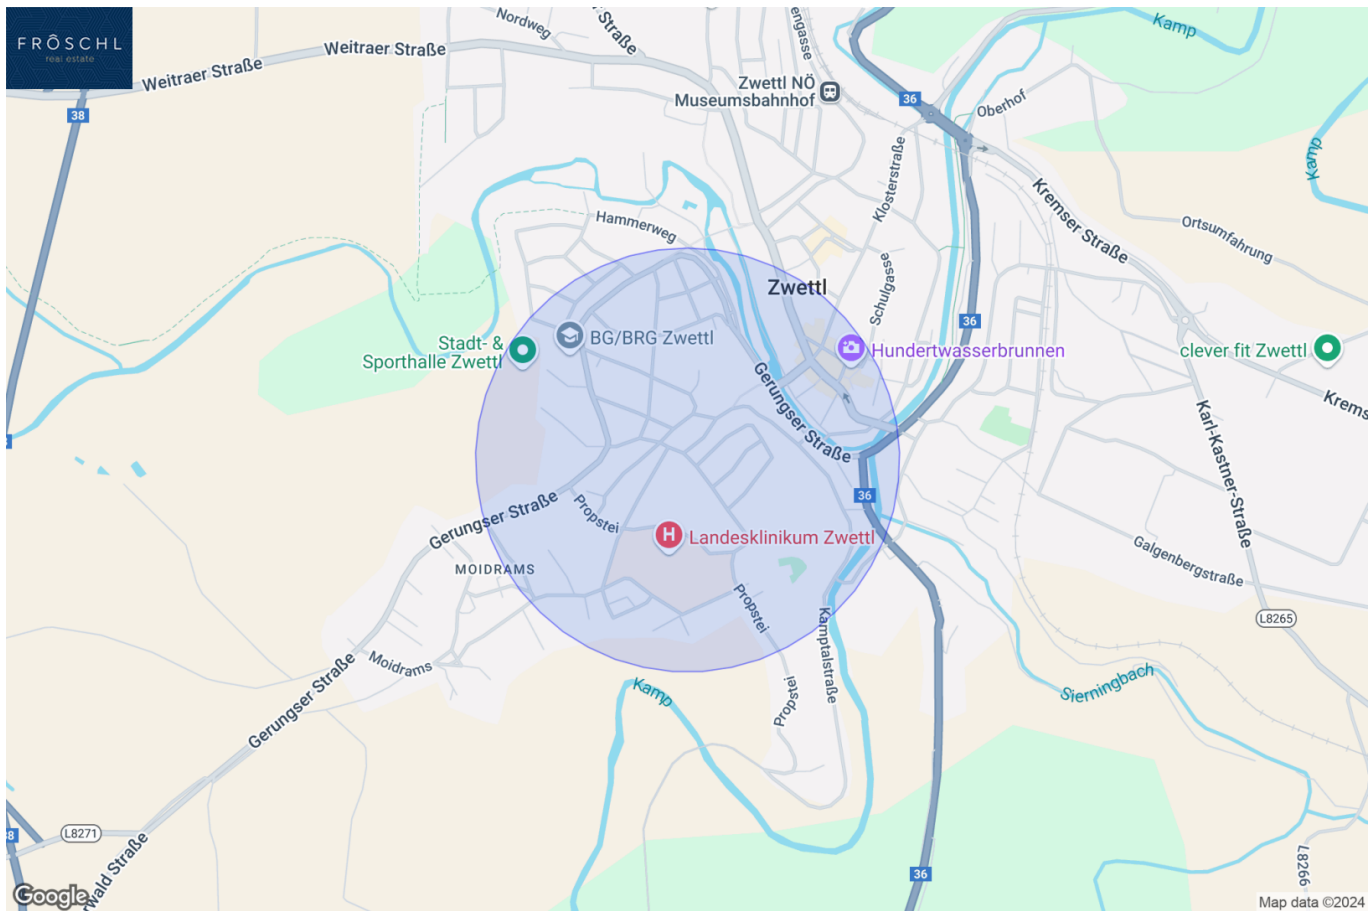 FRÔSCHL
real estate
Nordweg
Straße
engasse
Kamp
Weitraer Straße
Weitraer Straße
38
Zwettl NÖ
Museumsbahnhof
36
Oberhof
Kamp
Klosterstraße
Kremser Straße
Hammerweg
Ortsumfahrung
Schulgasse
Zwettl
36
Stadt- &
Sporthalle Zwettl
BG/BRG Zwettl
Hundertwasserbrunnen
clever fit Zwettl
Gerungser Straße
Karl-Kastner-Straße
Krems
36
Gerungser Straße
Propstei
Landesklinikum Zwettl
Galgenbergstraße
MOIDRAMS
Propstei
Kamptalstraße
L8265
Moidrams
Gerungser Straße
Kamp
Propstei
Sierningbach
L8271
38
rwald Straße
36
L8266
Google
Map data ©2024